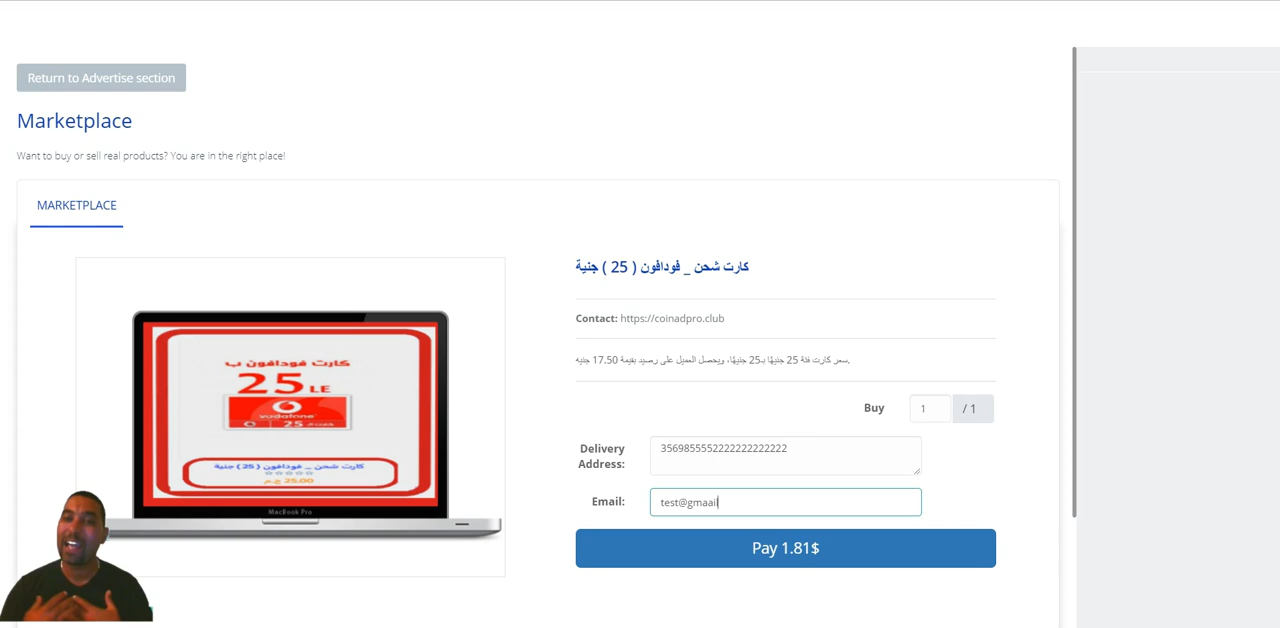 Return to Advertise section
Marketplace
Want to buy or sell real products? You are in the right place!
MARKETPLACE
كارت شحن _ فودافون ( 25 ) جنية
Contact: https://coinadpro.club
سعر كارت فئة 25 جنيهًا بـ25 جنيهًا، ويحصل العميل على رصيد بقيمة 17.50 جنيه.
Buy 1 / 1
Delivery Address: 3569855552222222222222
Email: test@gmaail
Pay 1.81$
كارت فودافون ب
25 LE
vodafone
25
كارت شحن _ فودافون ( 25 ) جنية
25.00 ج.م
MacBook Pro